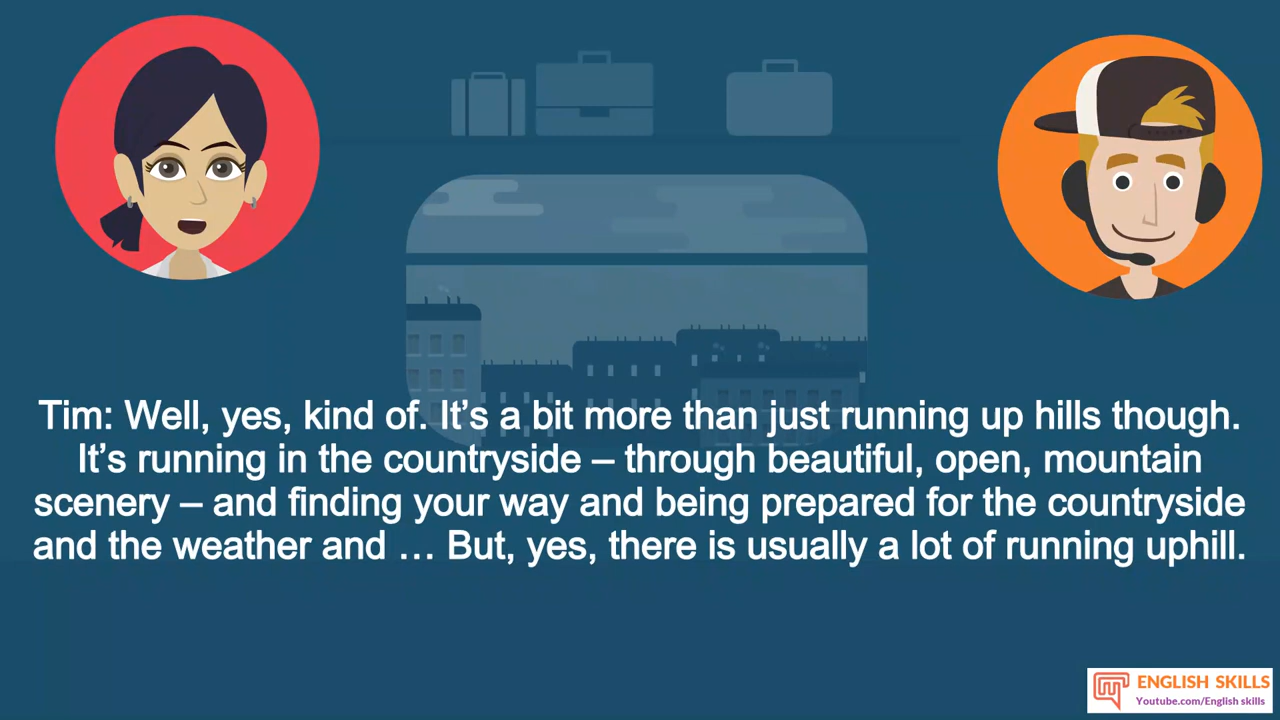 Tim: Well, yes, kind of. It’s a bit more than just running up hills though.
It’s running in the countryside – through beautiful, open, mountain
scenery – and finding your way and being prepared for the countryside
and the weather and … But, yes, there is usually a lot of running uphill.
ENGLISH SKILLS
Youtube.com/English skills